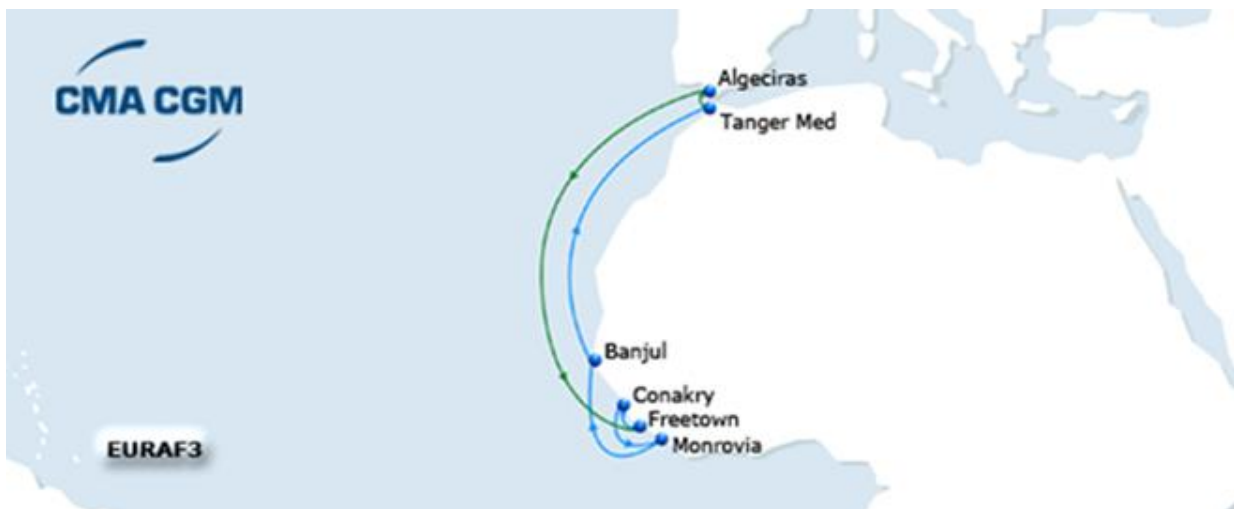 CMA CGM
Algeciras
Tanger Med
Banjul
Conakry
Freetown
Monrovia
EURAF3